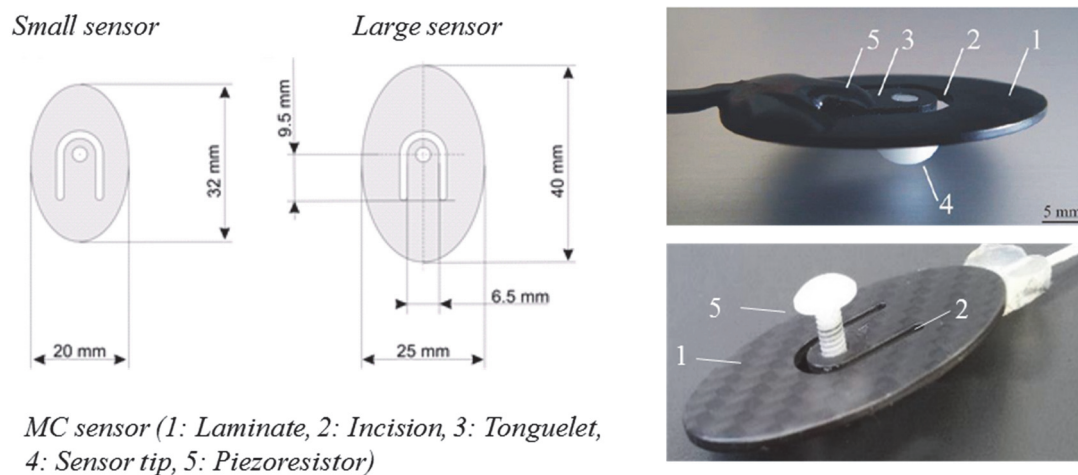 Small sensor
Large sensor
9.5 mm
32 mm
40 mm
6.5 mm
20 mm
25 mm
MC sensor (1: Laminate, 2: Incision, 3: Tonguelet,
4: Sensor tip, 5: Piezoresistor)
5 3 2 1
4
5 mm
5
2
1